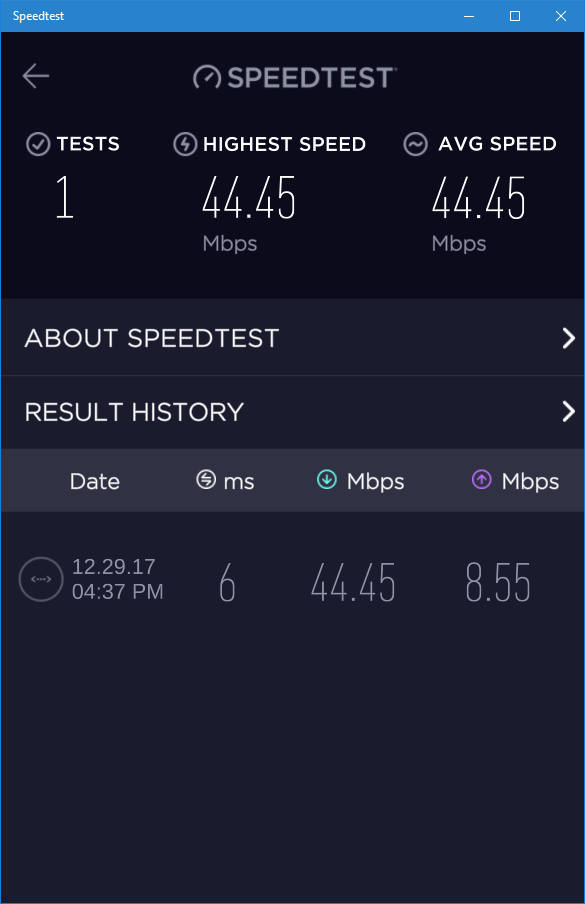 Speedtest
SPEEDTEST
TESTS HIGHEST SPEED AVG SPEED
1 44.45 44.45
Mbps Mbps
ABOUT SPEEDTEST
RESULT HISTORY
Date ms Mbps Mbps
12.29.17
04:37 PM 6 44.45 8.55